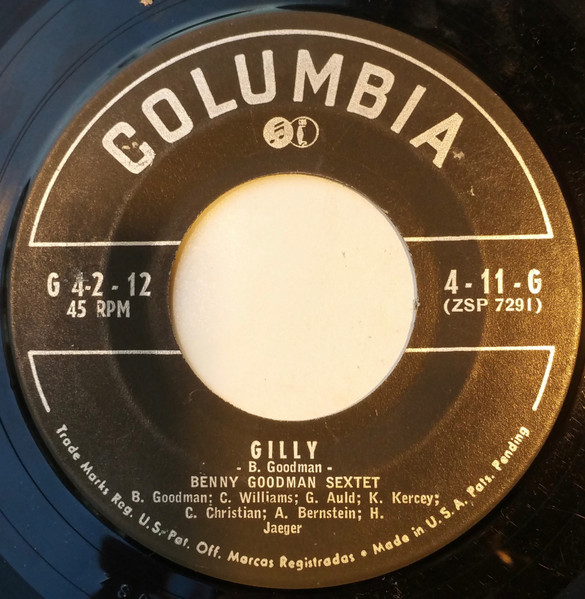 COLUMBIA
G 4-2-12
45 RPM
4-11-G
(ZSP 7291)
GILLY
- B. Goodman -
BENNY GOODMAN SEXTET
B. Goodman; C. Williams; G. Auld; K. Kercey;
C. Christian; A. Bernstein; H.
Jaeger
Trade Marks Reg. U.S. Pat. Off. Marcas Registradas • Made in U.S.A. Pats. Pending